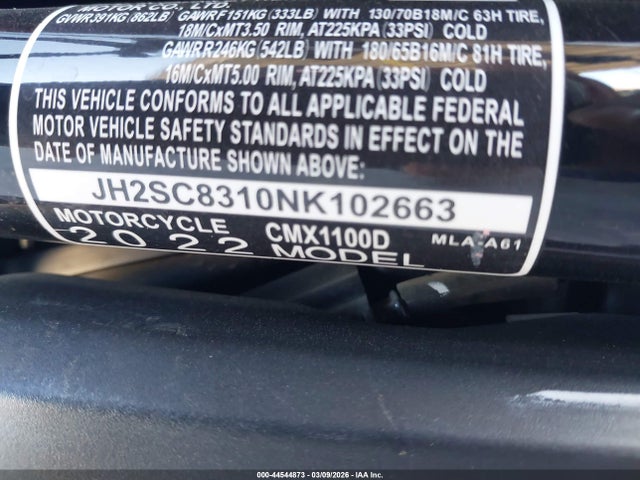 MOTOR CO., LTD.
GVWR391KG (862LB) GAWRF151KG (333LB) WITH 130/70B18M/C 63H TIRE,
18M/CxMT3.50 RIM, AT225KPA (33PSI) COLD
GAWRR246KG (542LB) WITH 180/65B16M/C 81H TIRE,
16M/CxMT5.00 RIM, AT225KPA (33PSI) COLD
THIS VEHICLE CONFORMS TO ALL APPLICABLE FEDERAL
MOTOR VEHICLE SAFETY STANDARDS IN EFFECT ON THE
DATE OF MANUFACTURE SHOWN ABOVE:
JH2SC8310NK102663
MOTORCYCLE CMX1100D
2022 MODEL
000-44544873 | 03/09/2026 | IAA Inc.